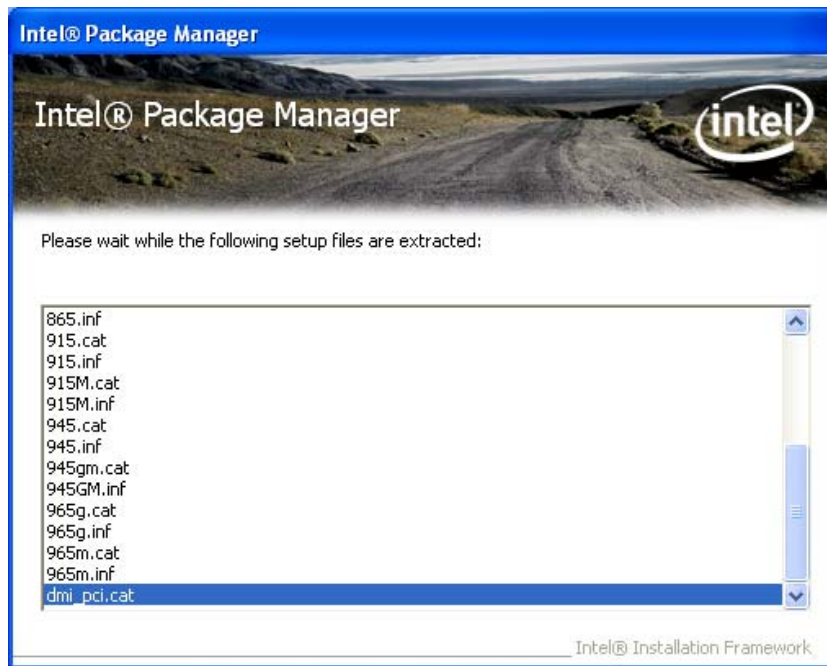 Intel® Package Manager
Intel® Package Manager
intel
Please wait while the following setup files are extracted:
865.inf
915.cat
915.inf
915M.cat
915M.inf
945.cat
945.inf
945gm.cat
945GM.inf
965g.cat
965g.inf
965m.cat
965m.inf
dmi_pci.cat
Intel® Installation Framework